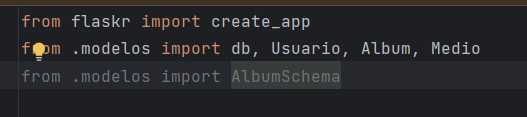 from flaskr import create_app
from .modelos import db, Usuario, Album, Medio
from .modelos import AlbumSchema